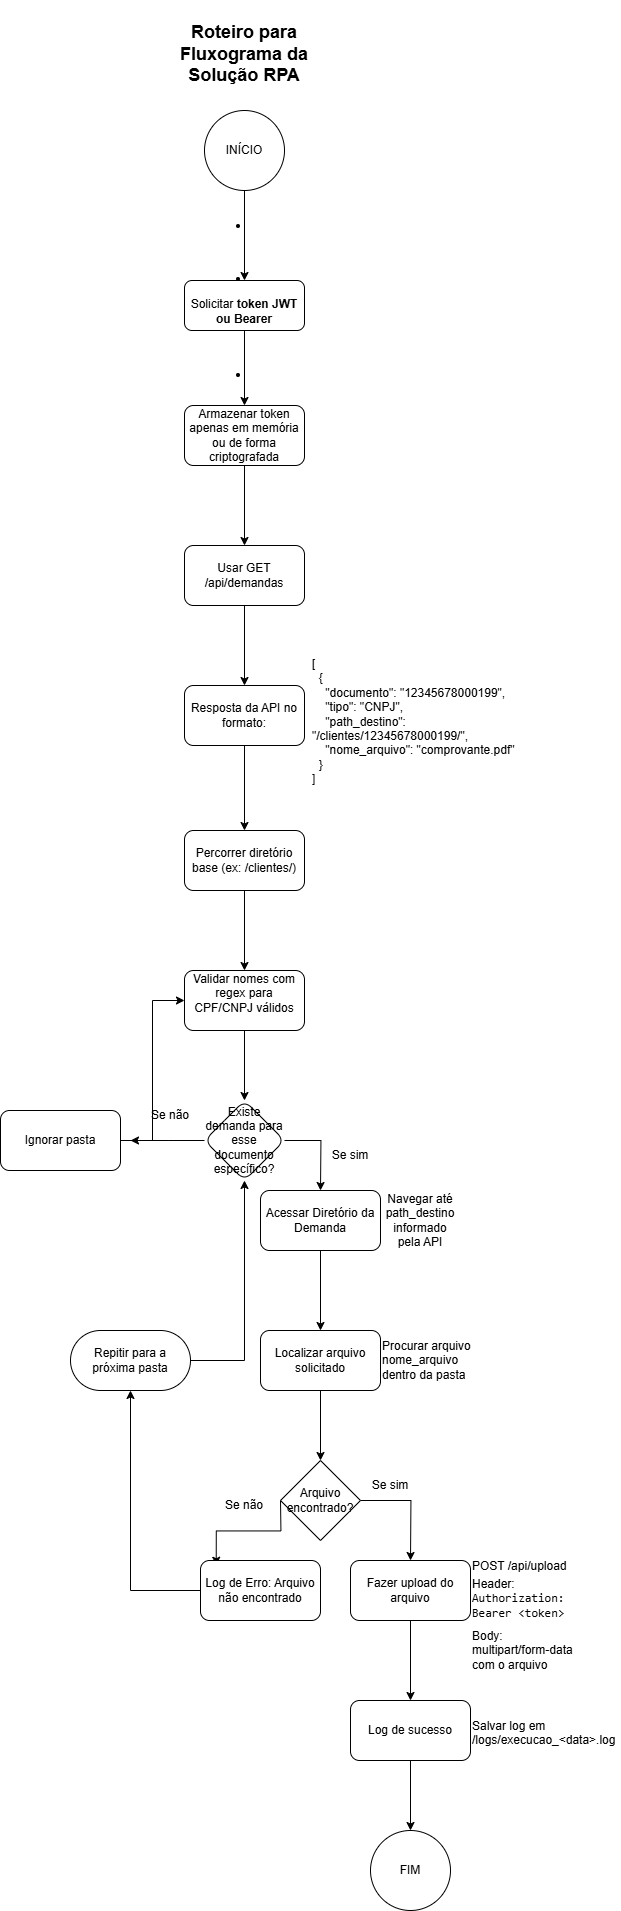 Roteiro para
Fluxograma da
Solução RPA
INÍCIO
Solicitar token JWT
ou Bearer
Armazenar token
apenas em memória
ou de forma
criptografada
Usar GET
/api/demandas
Resposta da API no
formato:
[
{
"documento": "12345678000199",
"tipo": "CNPJ",
"path_destino":
"/clientes/12345678000199/",
"nome_arquivo": "comprovante.pdf"
}
]
Percorrer diretório
base (ex: /clientes/)
Validar nomes com
regex para
CPF/CNPJ válidos
Existe
demanda para
esse
documento
específico?
Se não
Ignorar pasta
Se sim
Acessar Diretório da
Demanda
Navegar até
path_destino
informado
pela API
Repitir para a
próxima pasta
Localizar arquivo
solicitado
Procurar arquivo
nome_arquivo
dentro da pasta
Arquivo
encontrado?
Se não
Se sim
Log de Erro: Arquivo
não encontrado
Fazer upload do
arquivo
POST /api/upload
Header:
Authorization:
Bearer <token>
Body:
multipart/form-data
com o arquivo
Log de sucesso
Salvar log em
/logs/execucao_<data>.log
FIM